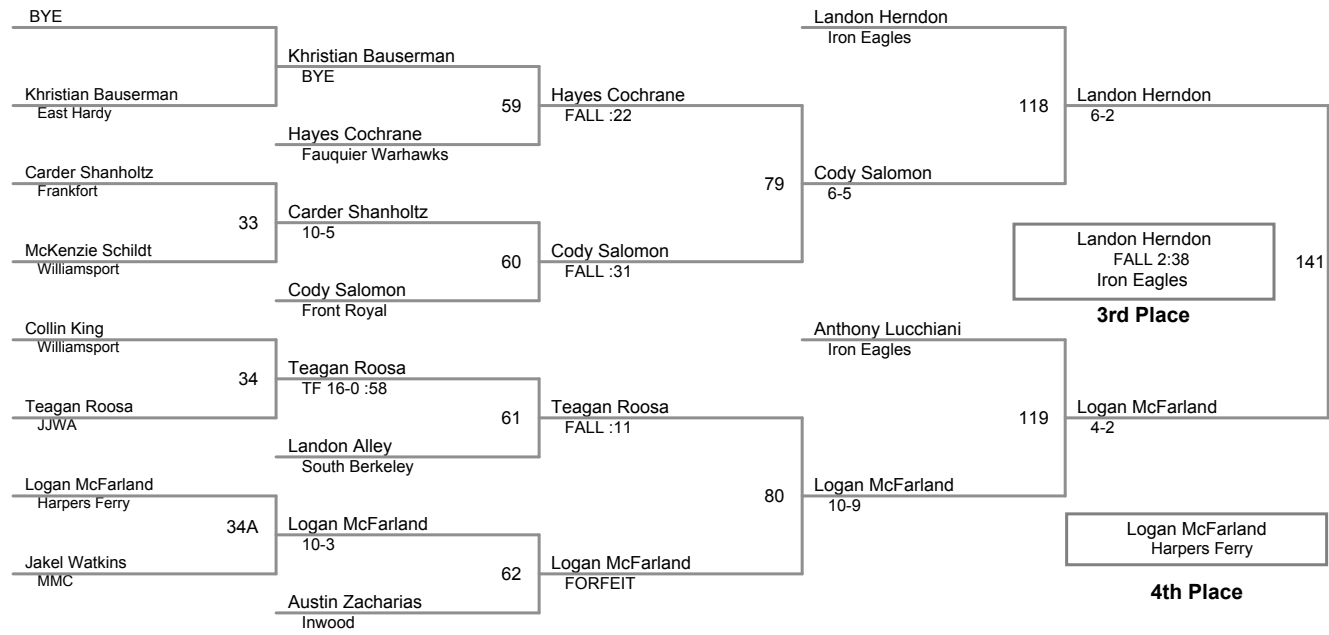 BYE
Khristian Bauserman
East Hardy
Carder Shanholtz
Frankfort
33
McKenzie Schildt
Williamsport
Collin King
Williamsport
34
Teagan Roosa
JJWA
Logan McFarland
Harpers Ferry
34A
Jakel Watkins
MMC
Khristian Bauserman
BYE
59
Hayes Cochrane
Fauquier Warhawks
Carder Shanholtz
10-5
60
Cody Salomon
Front Royal
Teagan Roosa
TF 16-0 :58
61
Landon Alley
South Berkeley
Logan McFarland
10-3
62
Austin Zacharias
Inwood
Hayes Cochrane
FALL :22
79
Cody Salomon
FALL :31
Teagan Roosa
FALL :11
80
Logan McFarland
FORFEIT
Landon Herndon
Iron Eagles
118
Cody Salomon
6-5
Anthony Lucchiani
Iron Eagles
119
Logan McFarland
10-9
Landon Herndon
6-2
141
Logan McFarland
4-2
Landon Herndon
FALL 2:38
Iron Eagles
3rd Place
Logan McFarland
Harpers Ferry
4th Place